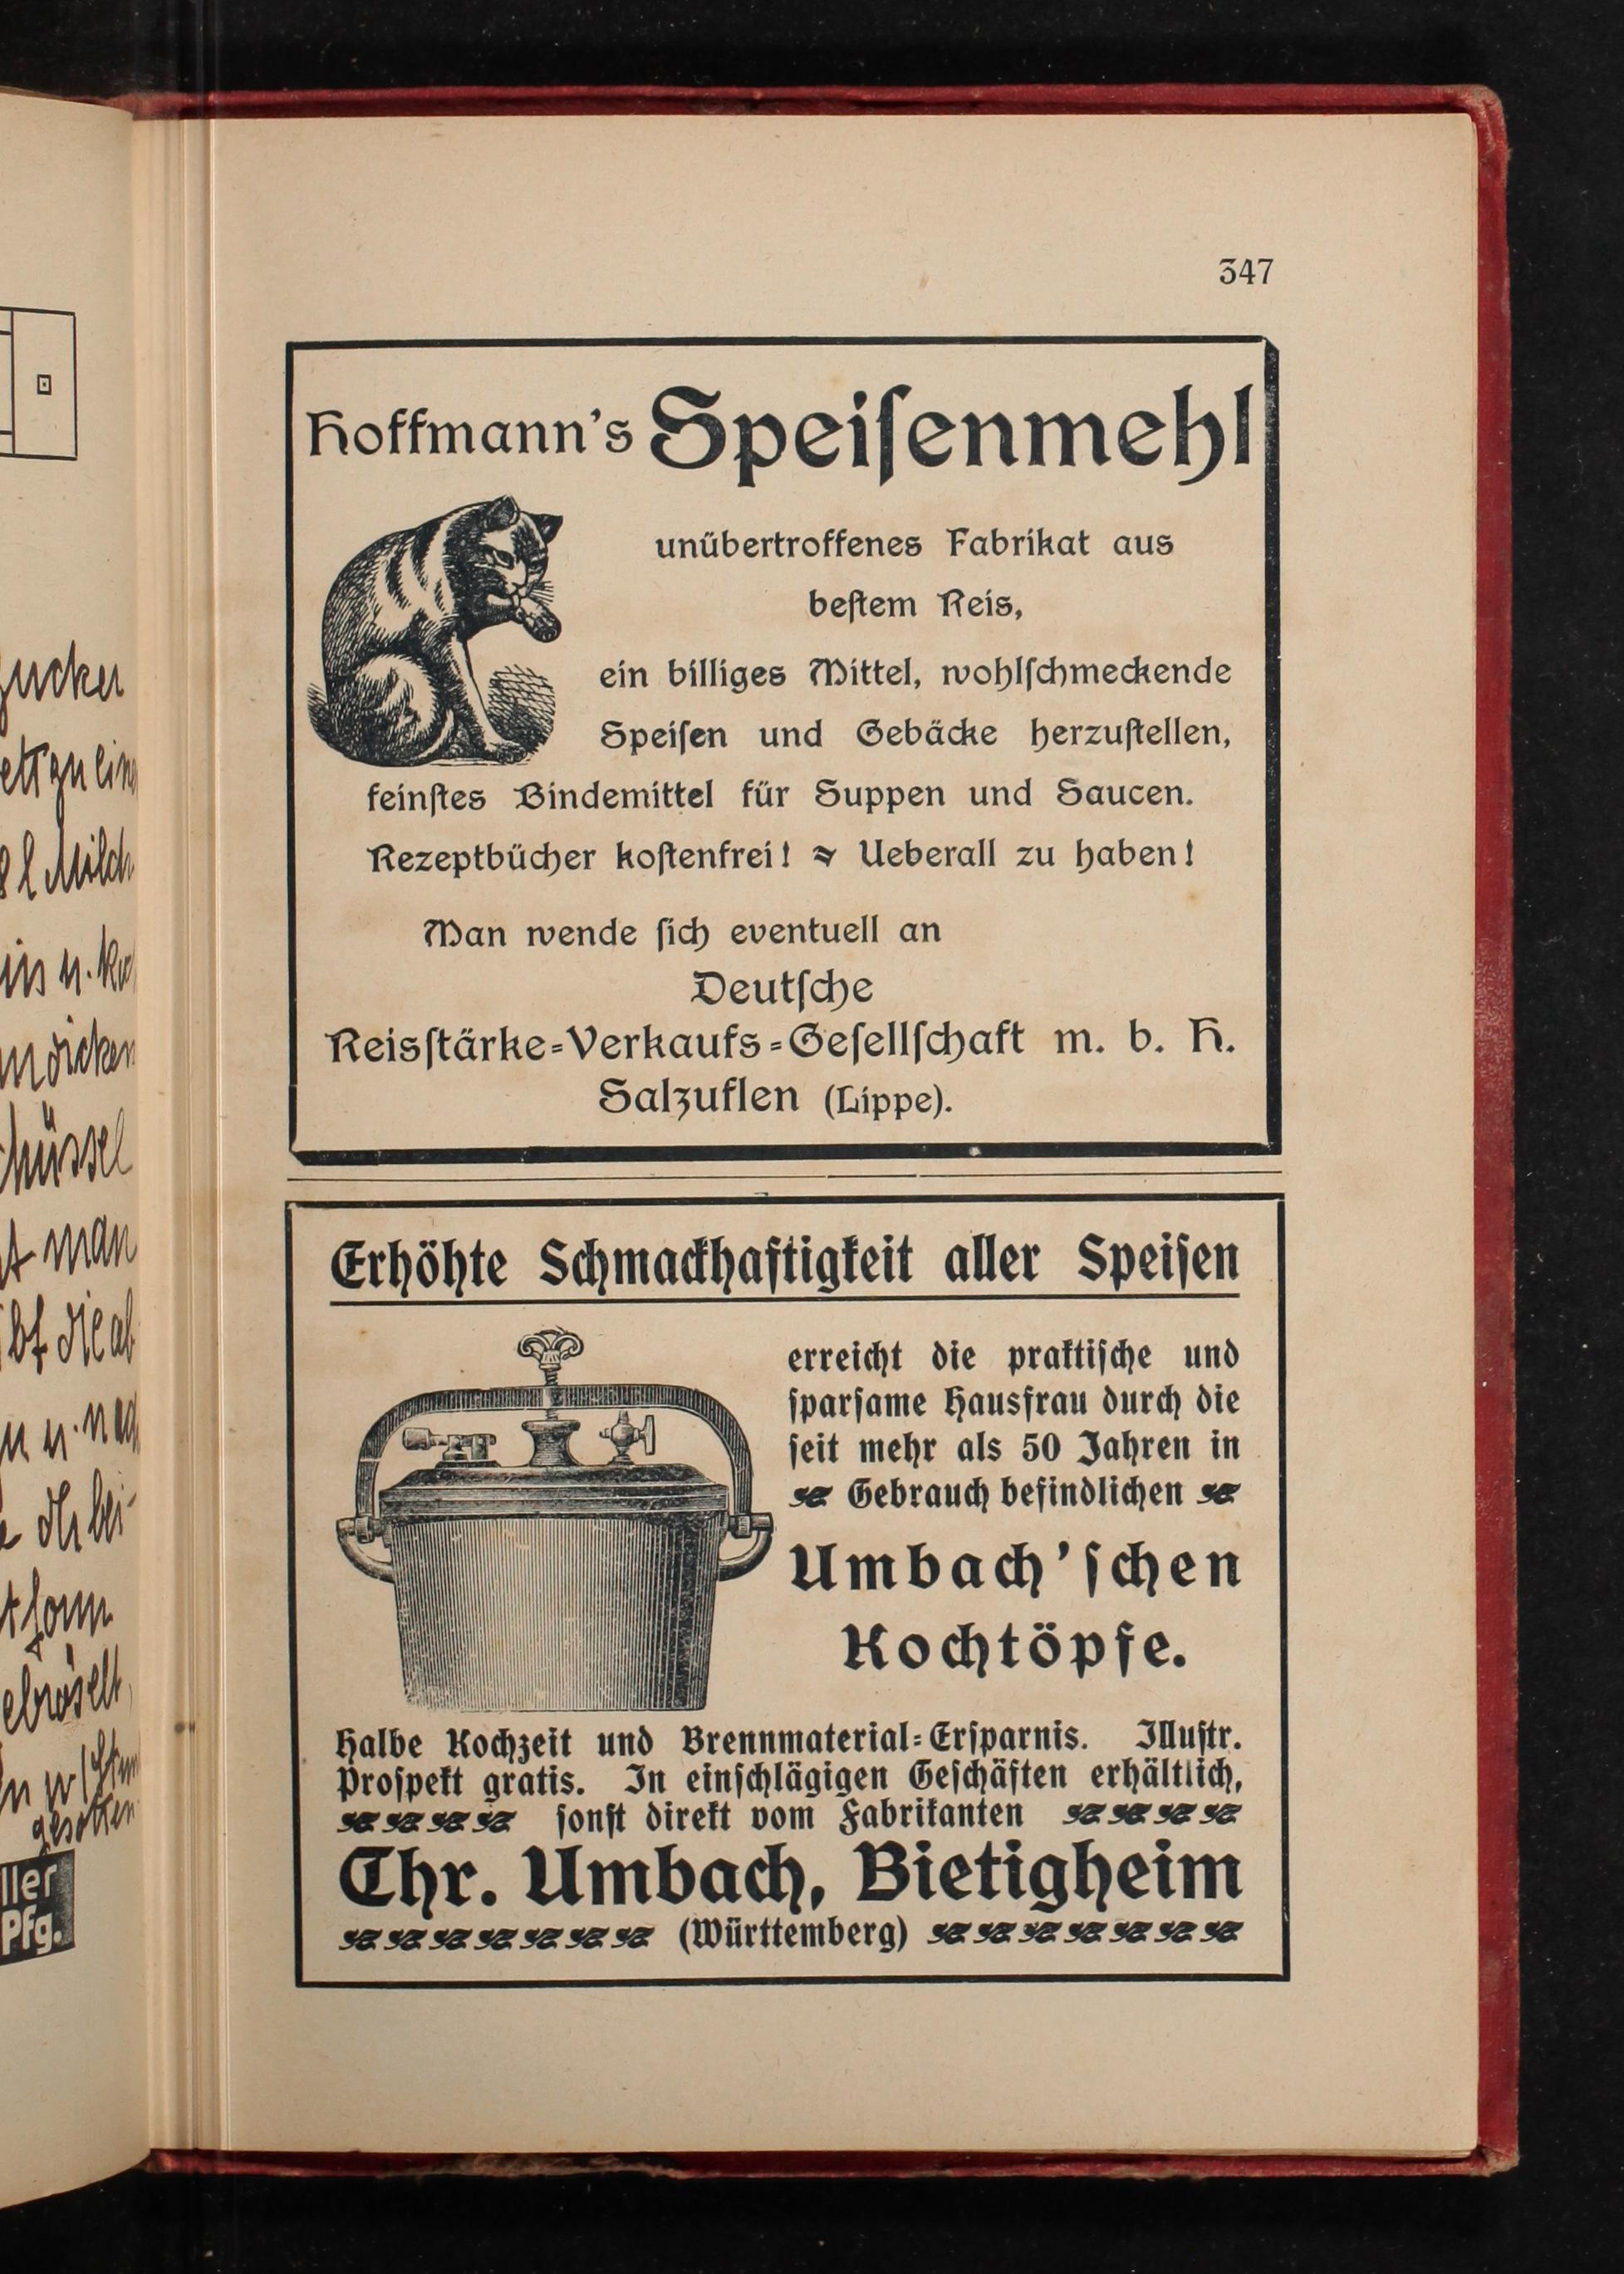 zucker
l Milch
dicken
man
form
gesotten
ller
Pfg.
347
Hoffmann's Speiſenmehl
unübertroffenes Fabrikat aus
beſtem Reis,
ein billiges Mittel, wohlſchmeckende
Speiſen und Gebäcke herzuſtellen,
feinſtes Bindemittel für Suppen und Saucen.
Rezeptbücher koſtenfrei! Ueberall zu haben!
Man wende ſich eventuell an
Deutſche
Reisſtärke-Verkaufs-Geſellſchaft m. b. H.
Salzuflen (Lippe).
Erhöhte Schmackhaftigkeit aller Speiſen
erreicht die praktiſche und
ſparſame Hausfrau durch die
ſeit mehr als 50 Jahren in
Gebrauch befindlichen
Umbach'ſchen
Kochtöpfe.
Halbe Kochzeit und Brennmaterial-Erſparnis. Illuſtr.
Proſpekt gratis. In einſchlägigen Geſchäften erhältlich,
ſonſt direkt vom Fabrikanten
Chr. Umbach, Bietigheim
(Württemberg)